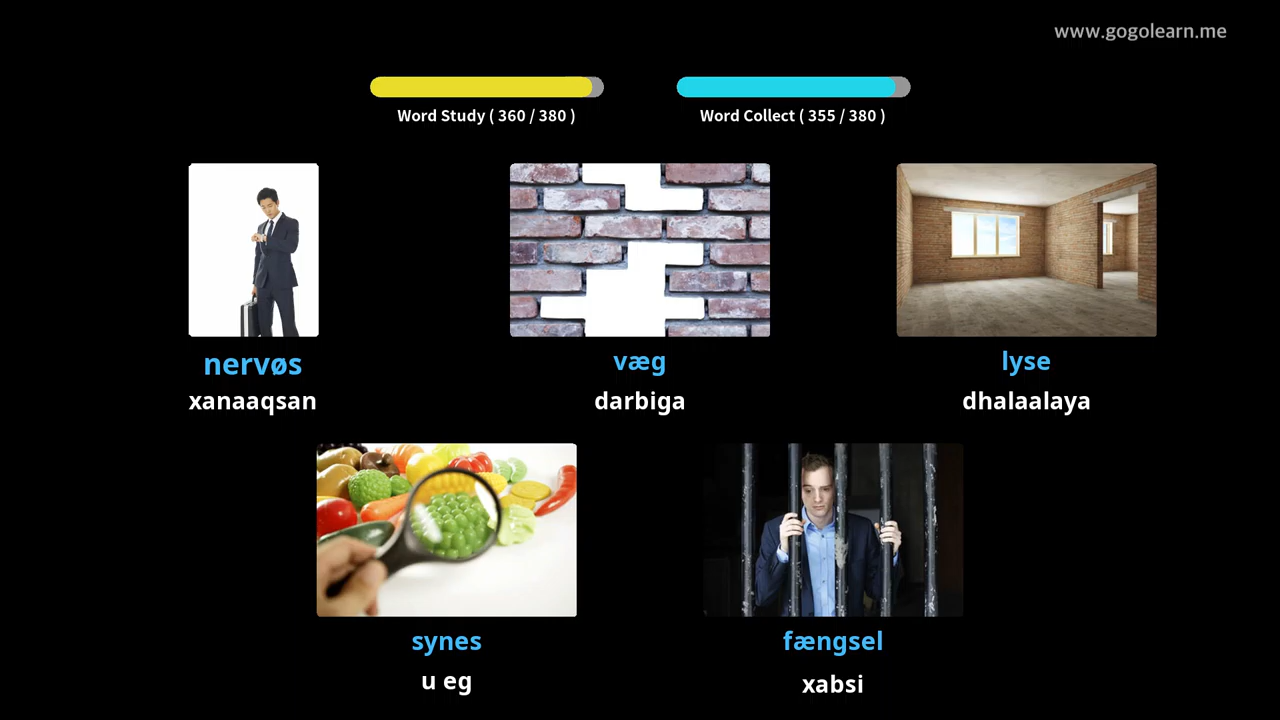 www.gogolearn.me
Word Study ( 360 / 380 )
Word Collect ( 355 / 380 )
nervøs
xanaaqsan
væg
darbiga
lyse
dhalaalaya
synes
u eg
fængsel
xabsi